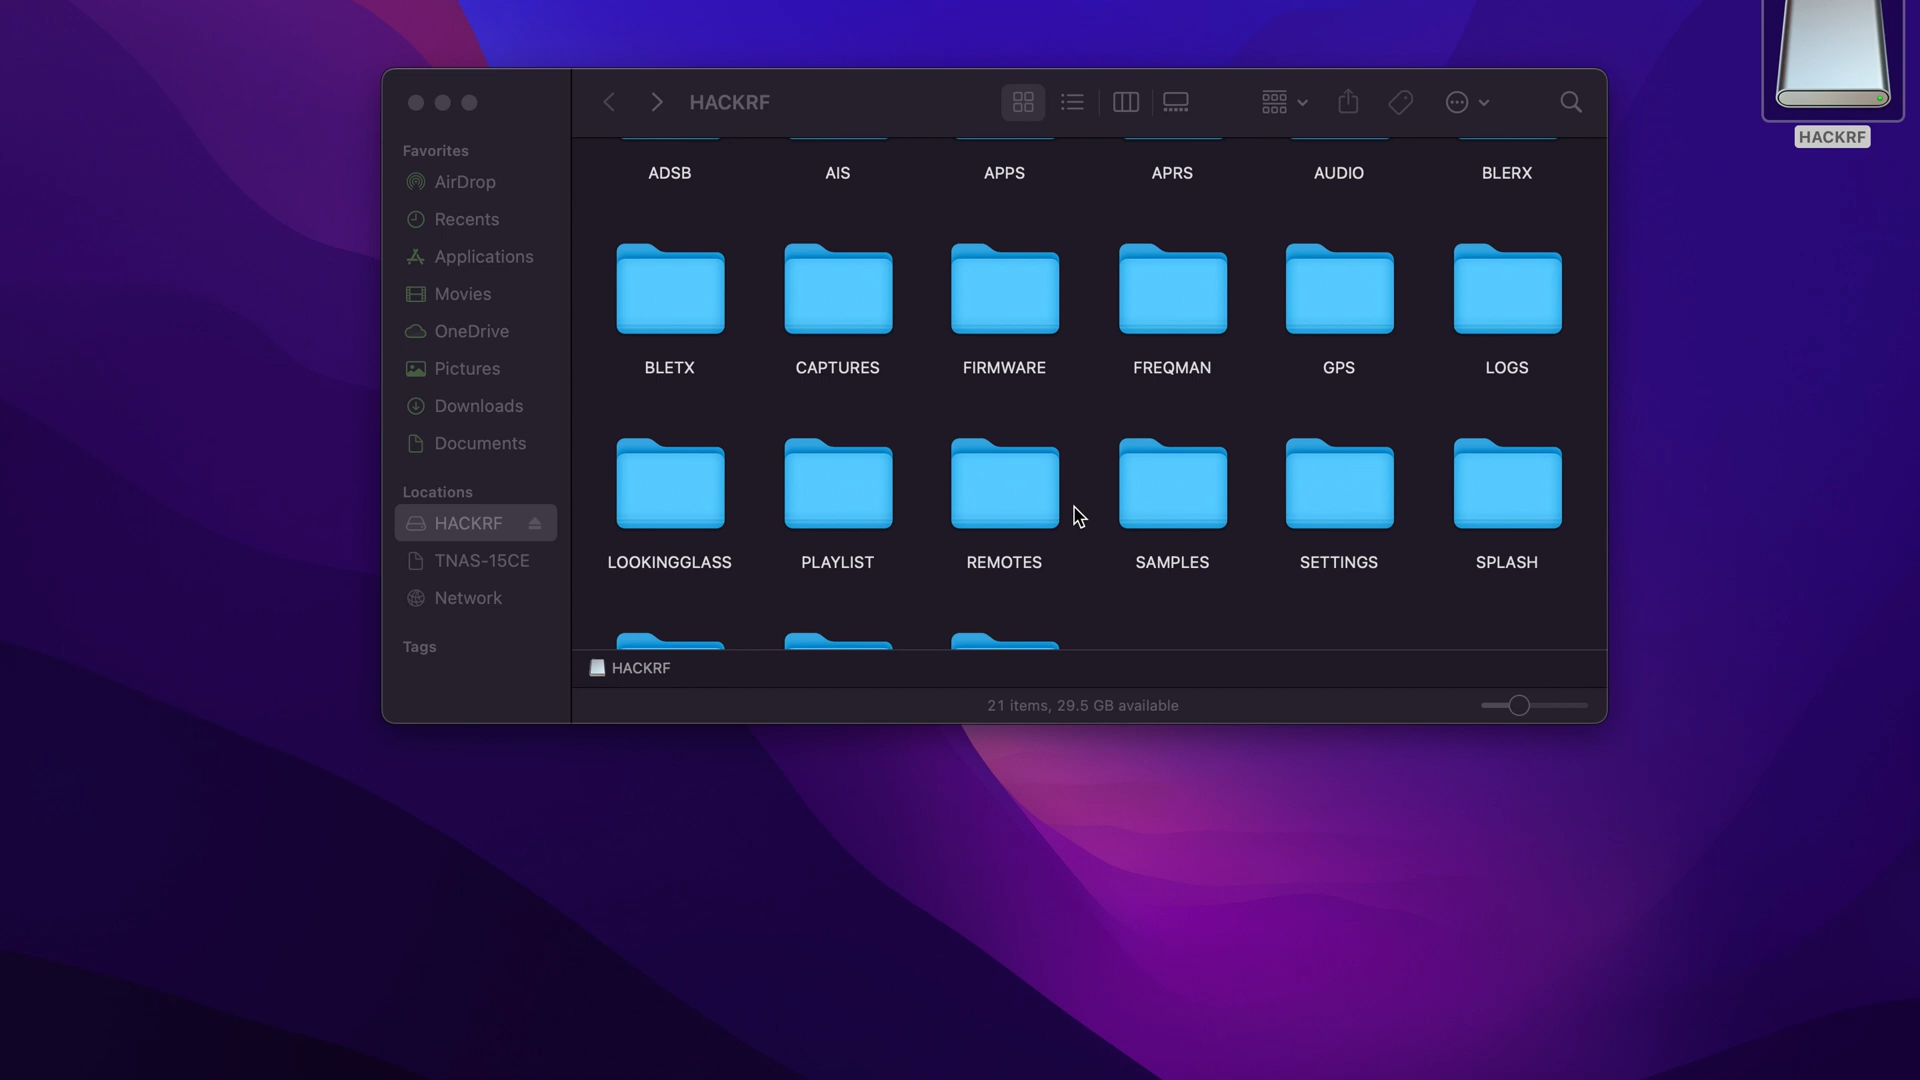 HACKRF
HACKRF
Favorites
AirDrop
Recents
Applications
Movies
OneDrive
Pictures
Downloads
Documents
Locations
HACKRF
TNAS-15CE
Network
Tags
ADSB
AIS
APPS
APRS
AUDIO
BLERX
BLETX
CAPTURES
FIRMWARE
FREQMAN
GPS
LOGS
LOOKINGGLASS
PLAYLIST
REMOTES
SAMPLES
SETTINGS
SPLASH
HACKRF
21 items, 29.5 GB available